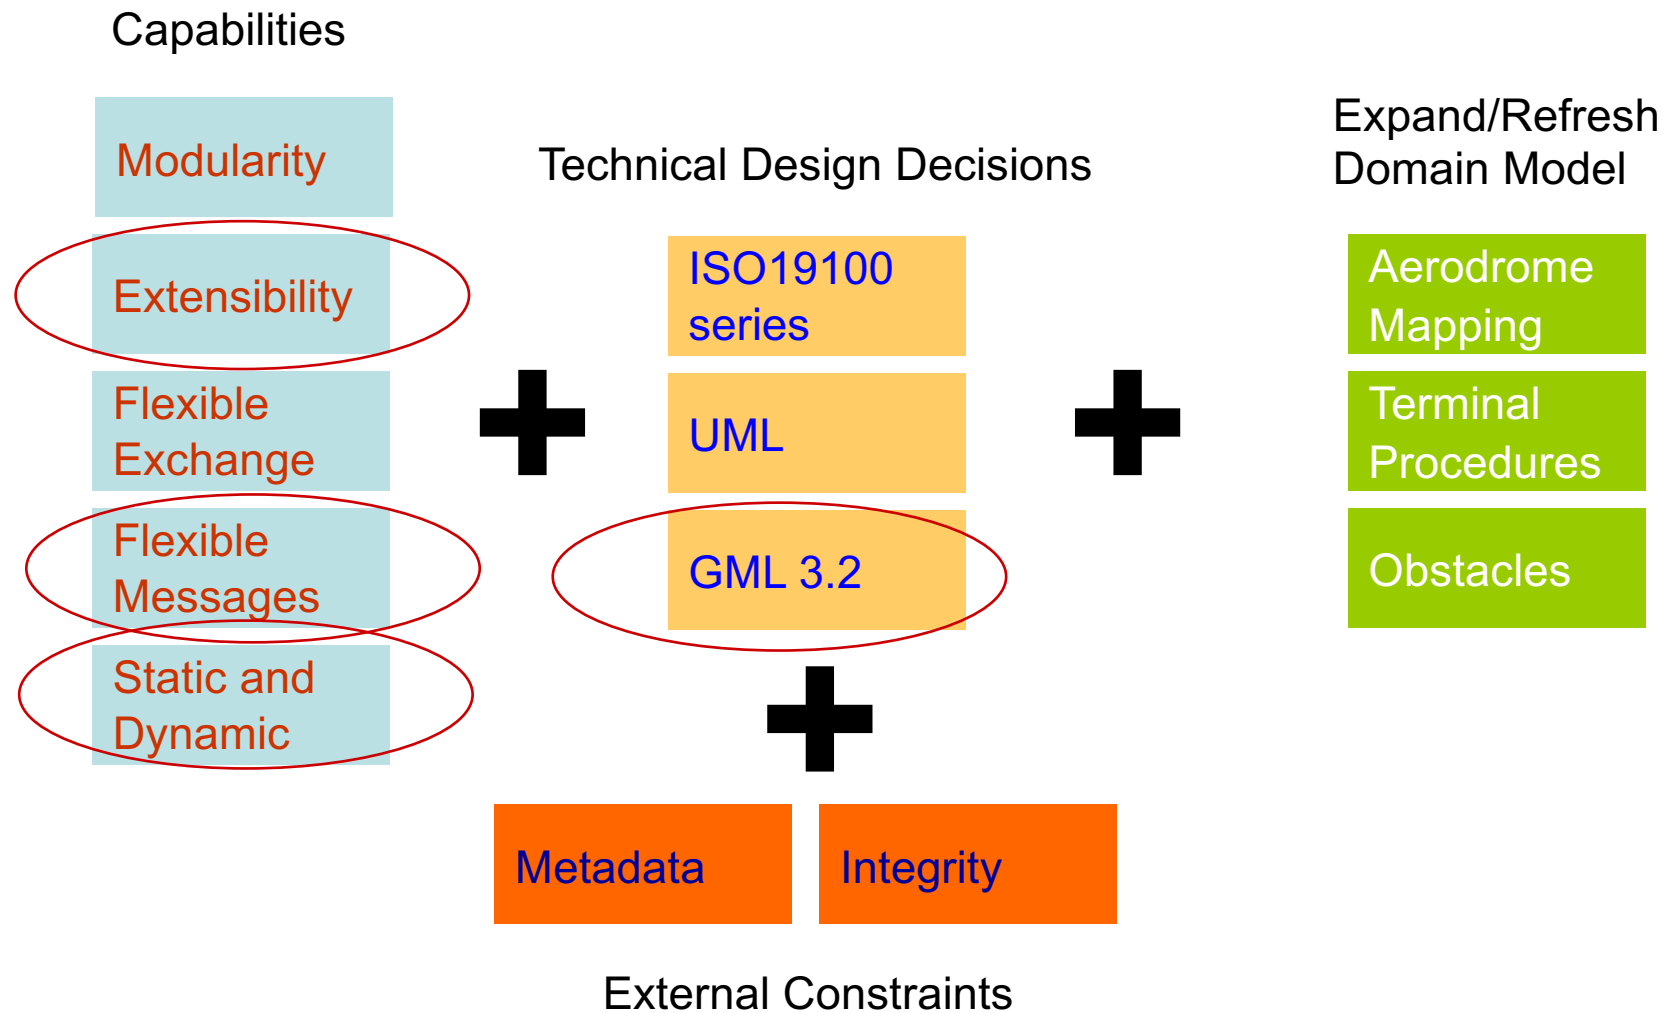 Capabilities
Modularity
Extensibility
Flexible
Exchange
Flexible
Messages
Static and
Dynamic
Technical Design Decisions
ISO19100
series
UML
GML 3.2
Expand/Refresh
Domain Model
Aerodrome
Mapping
Terminal
Procedures
Obstacles
Metadata
Integrity
External Constraints